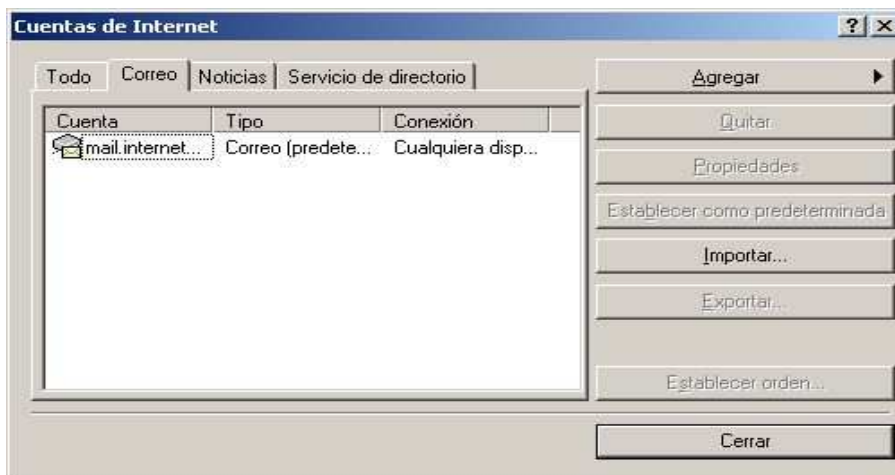 Cuentas de Internet
Todo Correo Noticias Servicio de directorio
Cuenta Tipo Conexión
mail.internet... Correo (predete... Cualquiera disp...
Agregar
Quitar
Propiedades
Establecer como predeterminada
Importar...
Exportar...
Establecer orden...
Cerrar